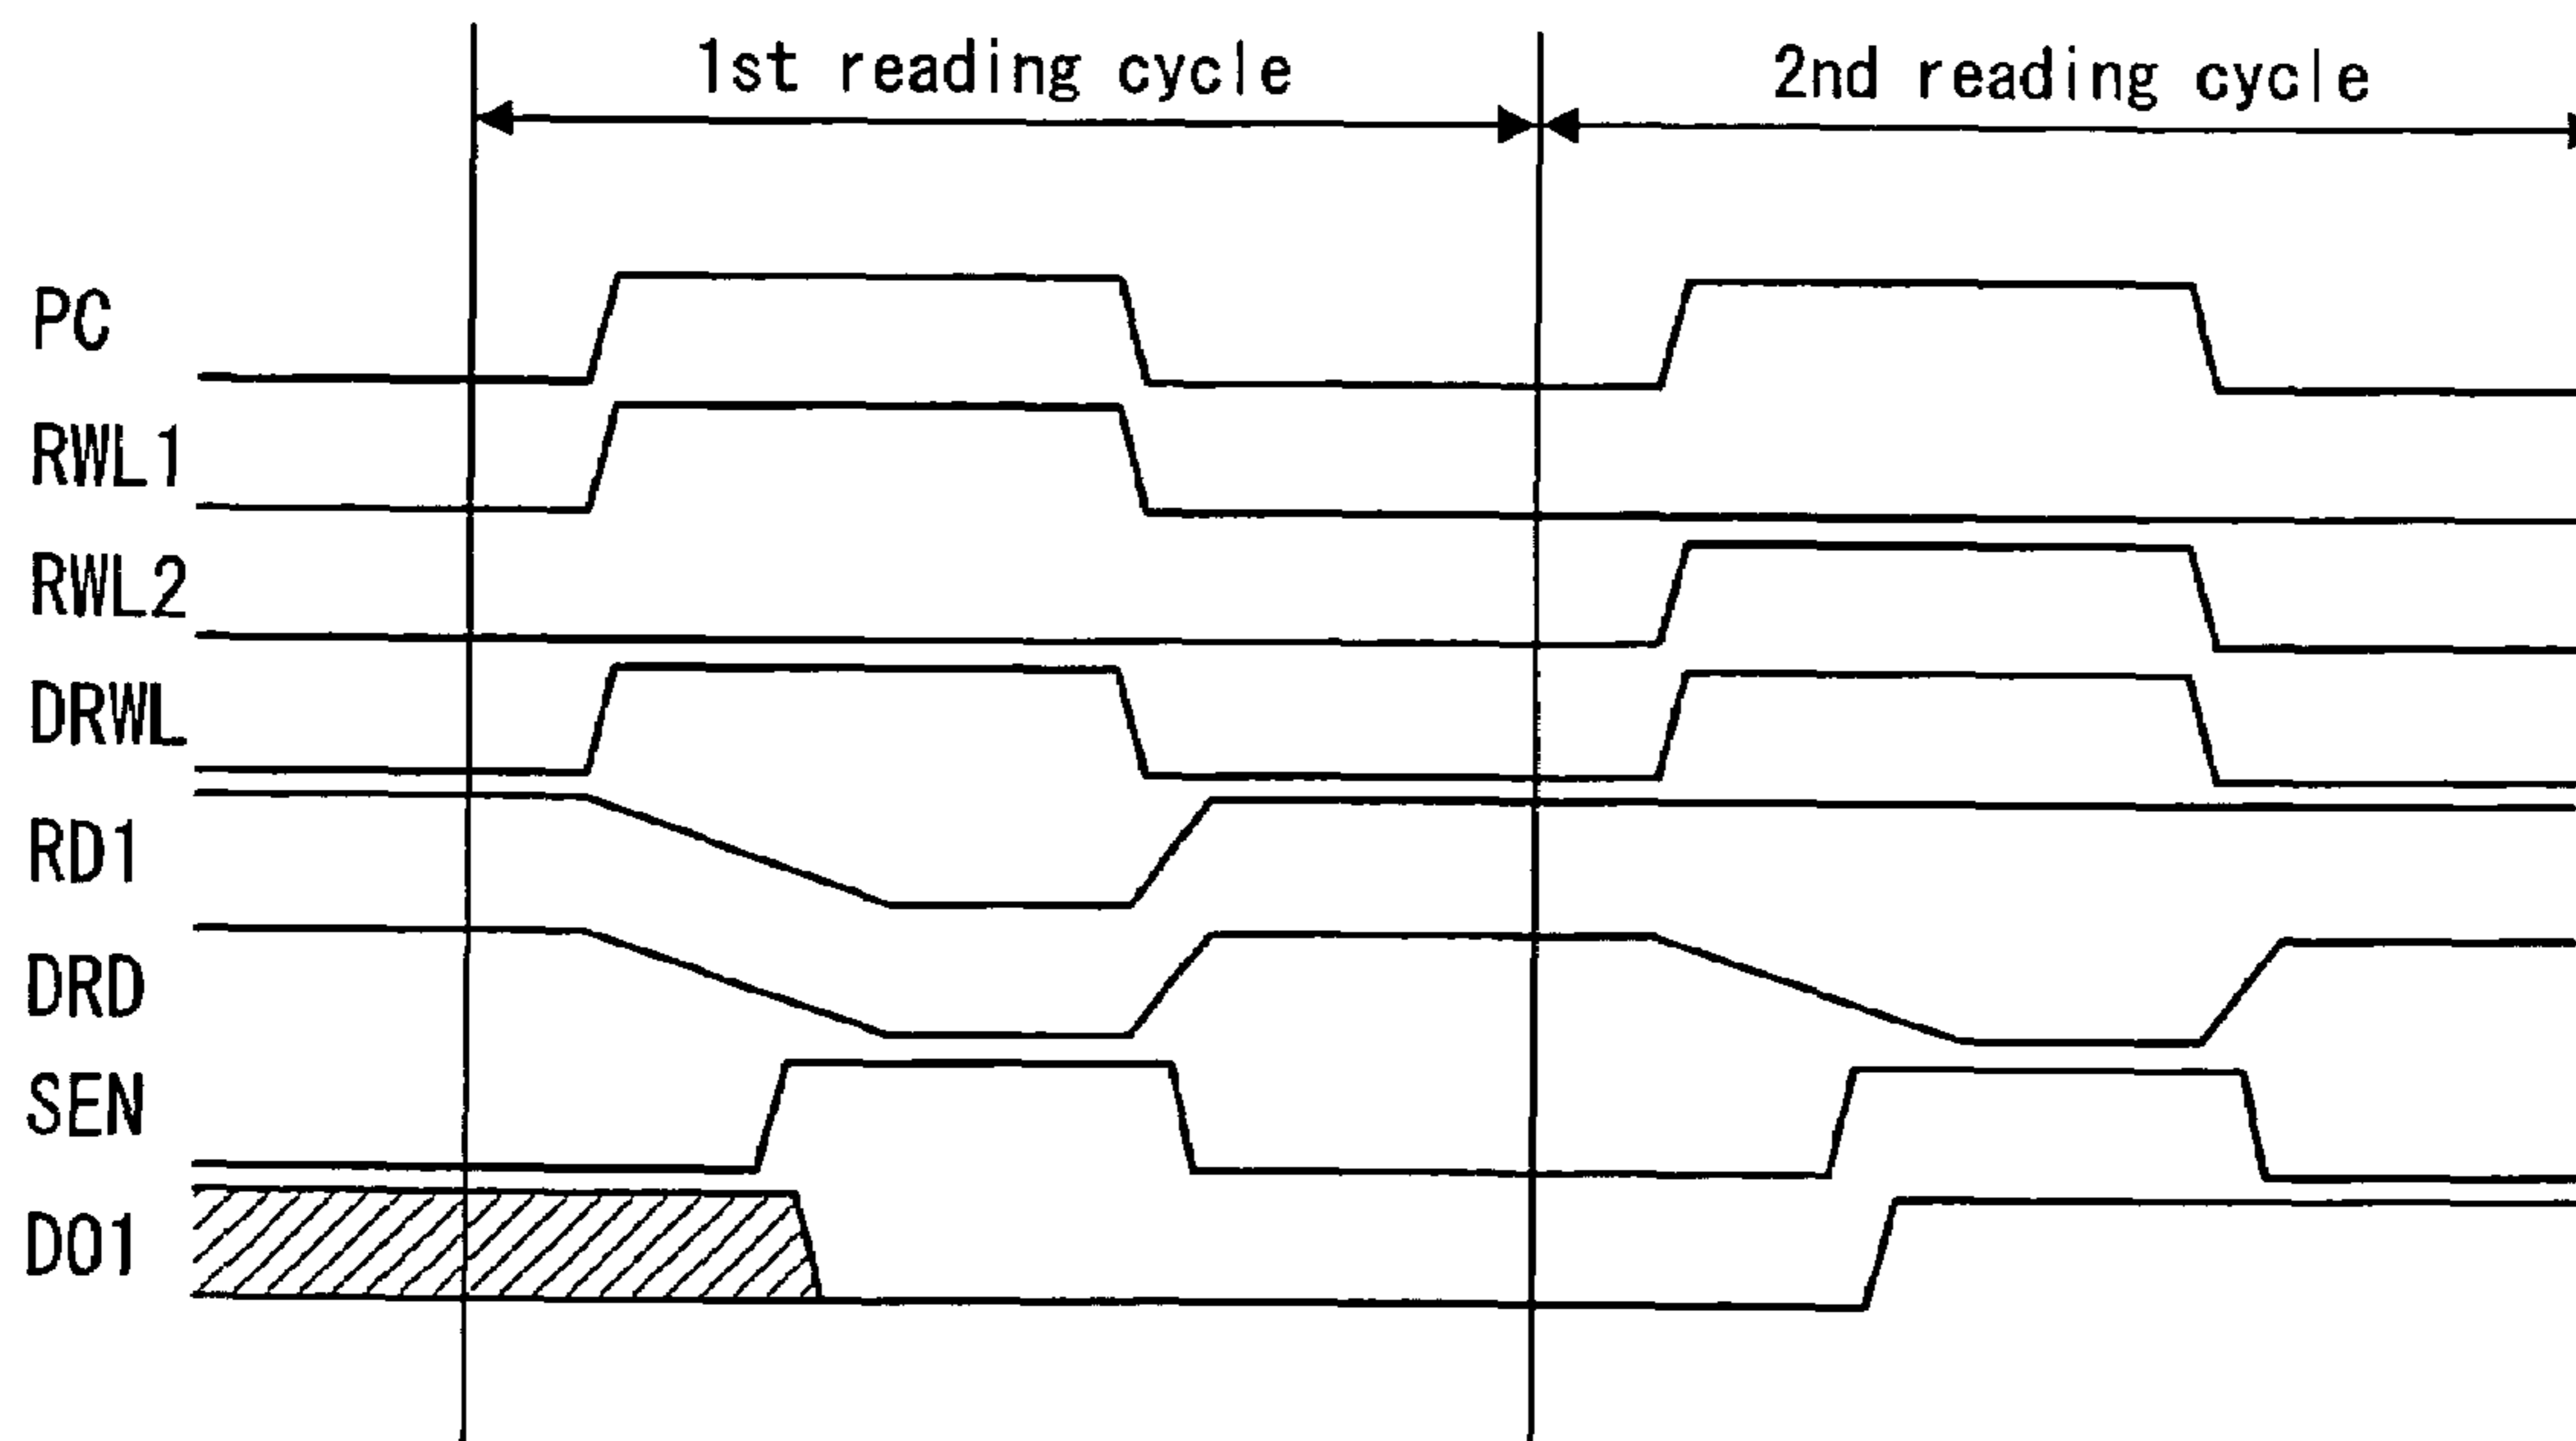 1st reading cycle
2nd reading cycle
PC
RWL1
RWL2
DRWL
RD1
DRD
SEN
DO1